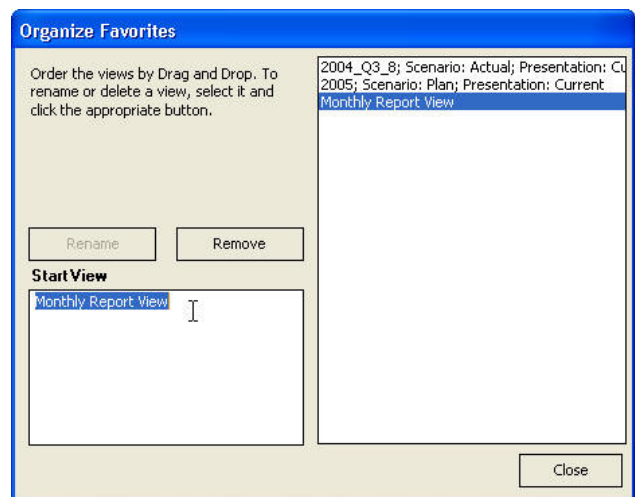 Organize Favorites
Order the views by Drag and Drop. To
rename or delete a view, select it and
click the appropriate button.
Rename
Remove
Start View
Monthly Report View
2004_Q3_8; Scenario: Actual; Presentation: Cu
2005; Scenario: Plan; Presentation: Current
Monthly Report View
Close